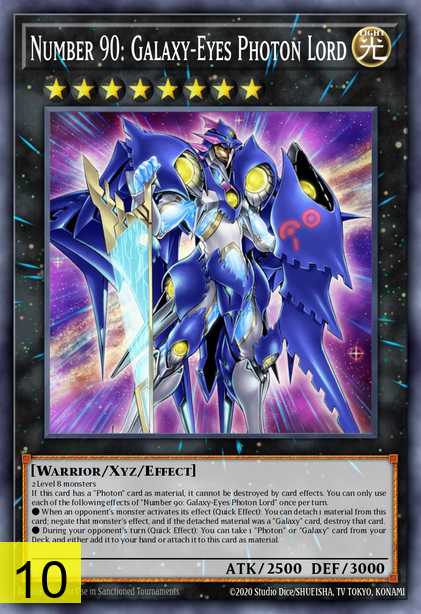 Number 90: Galaxy-Eyes Photon Lord
LIGHT
光
[Warrior/Xyz/Effect]
2 Level 8 monsters
If this card has a "Photon" card as material, it cannot be destroyed by card effects. You can only use
each of the following effects of "Number 90: Galaxy-Eyes Photon Lord" once per turn.
● When an opponent's monster activates its effect (Quick Effect): You can detach 1 material from this
card; negate that monster's effect, and if the detached material was a "Galaxy" card, destroy that card.
● During your opponent's turn (Quick Effect): You can take 1 "Photon" or "Galaxy" card from your
Deck, and either add it to your hand or attach it to this card as material.
ATK/2500 DEF/3000
10
Use in Sanctioned Tournaments
©2020 Studio Dice/SHUEISHA, TV TOKYO, KONAMI